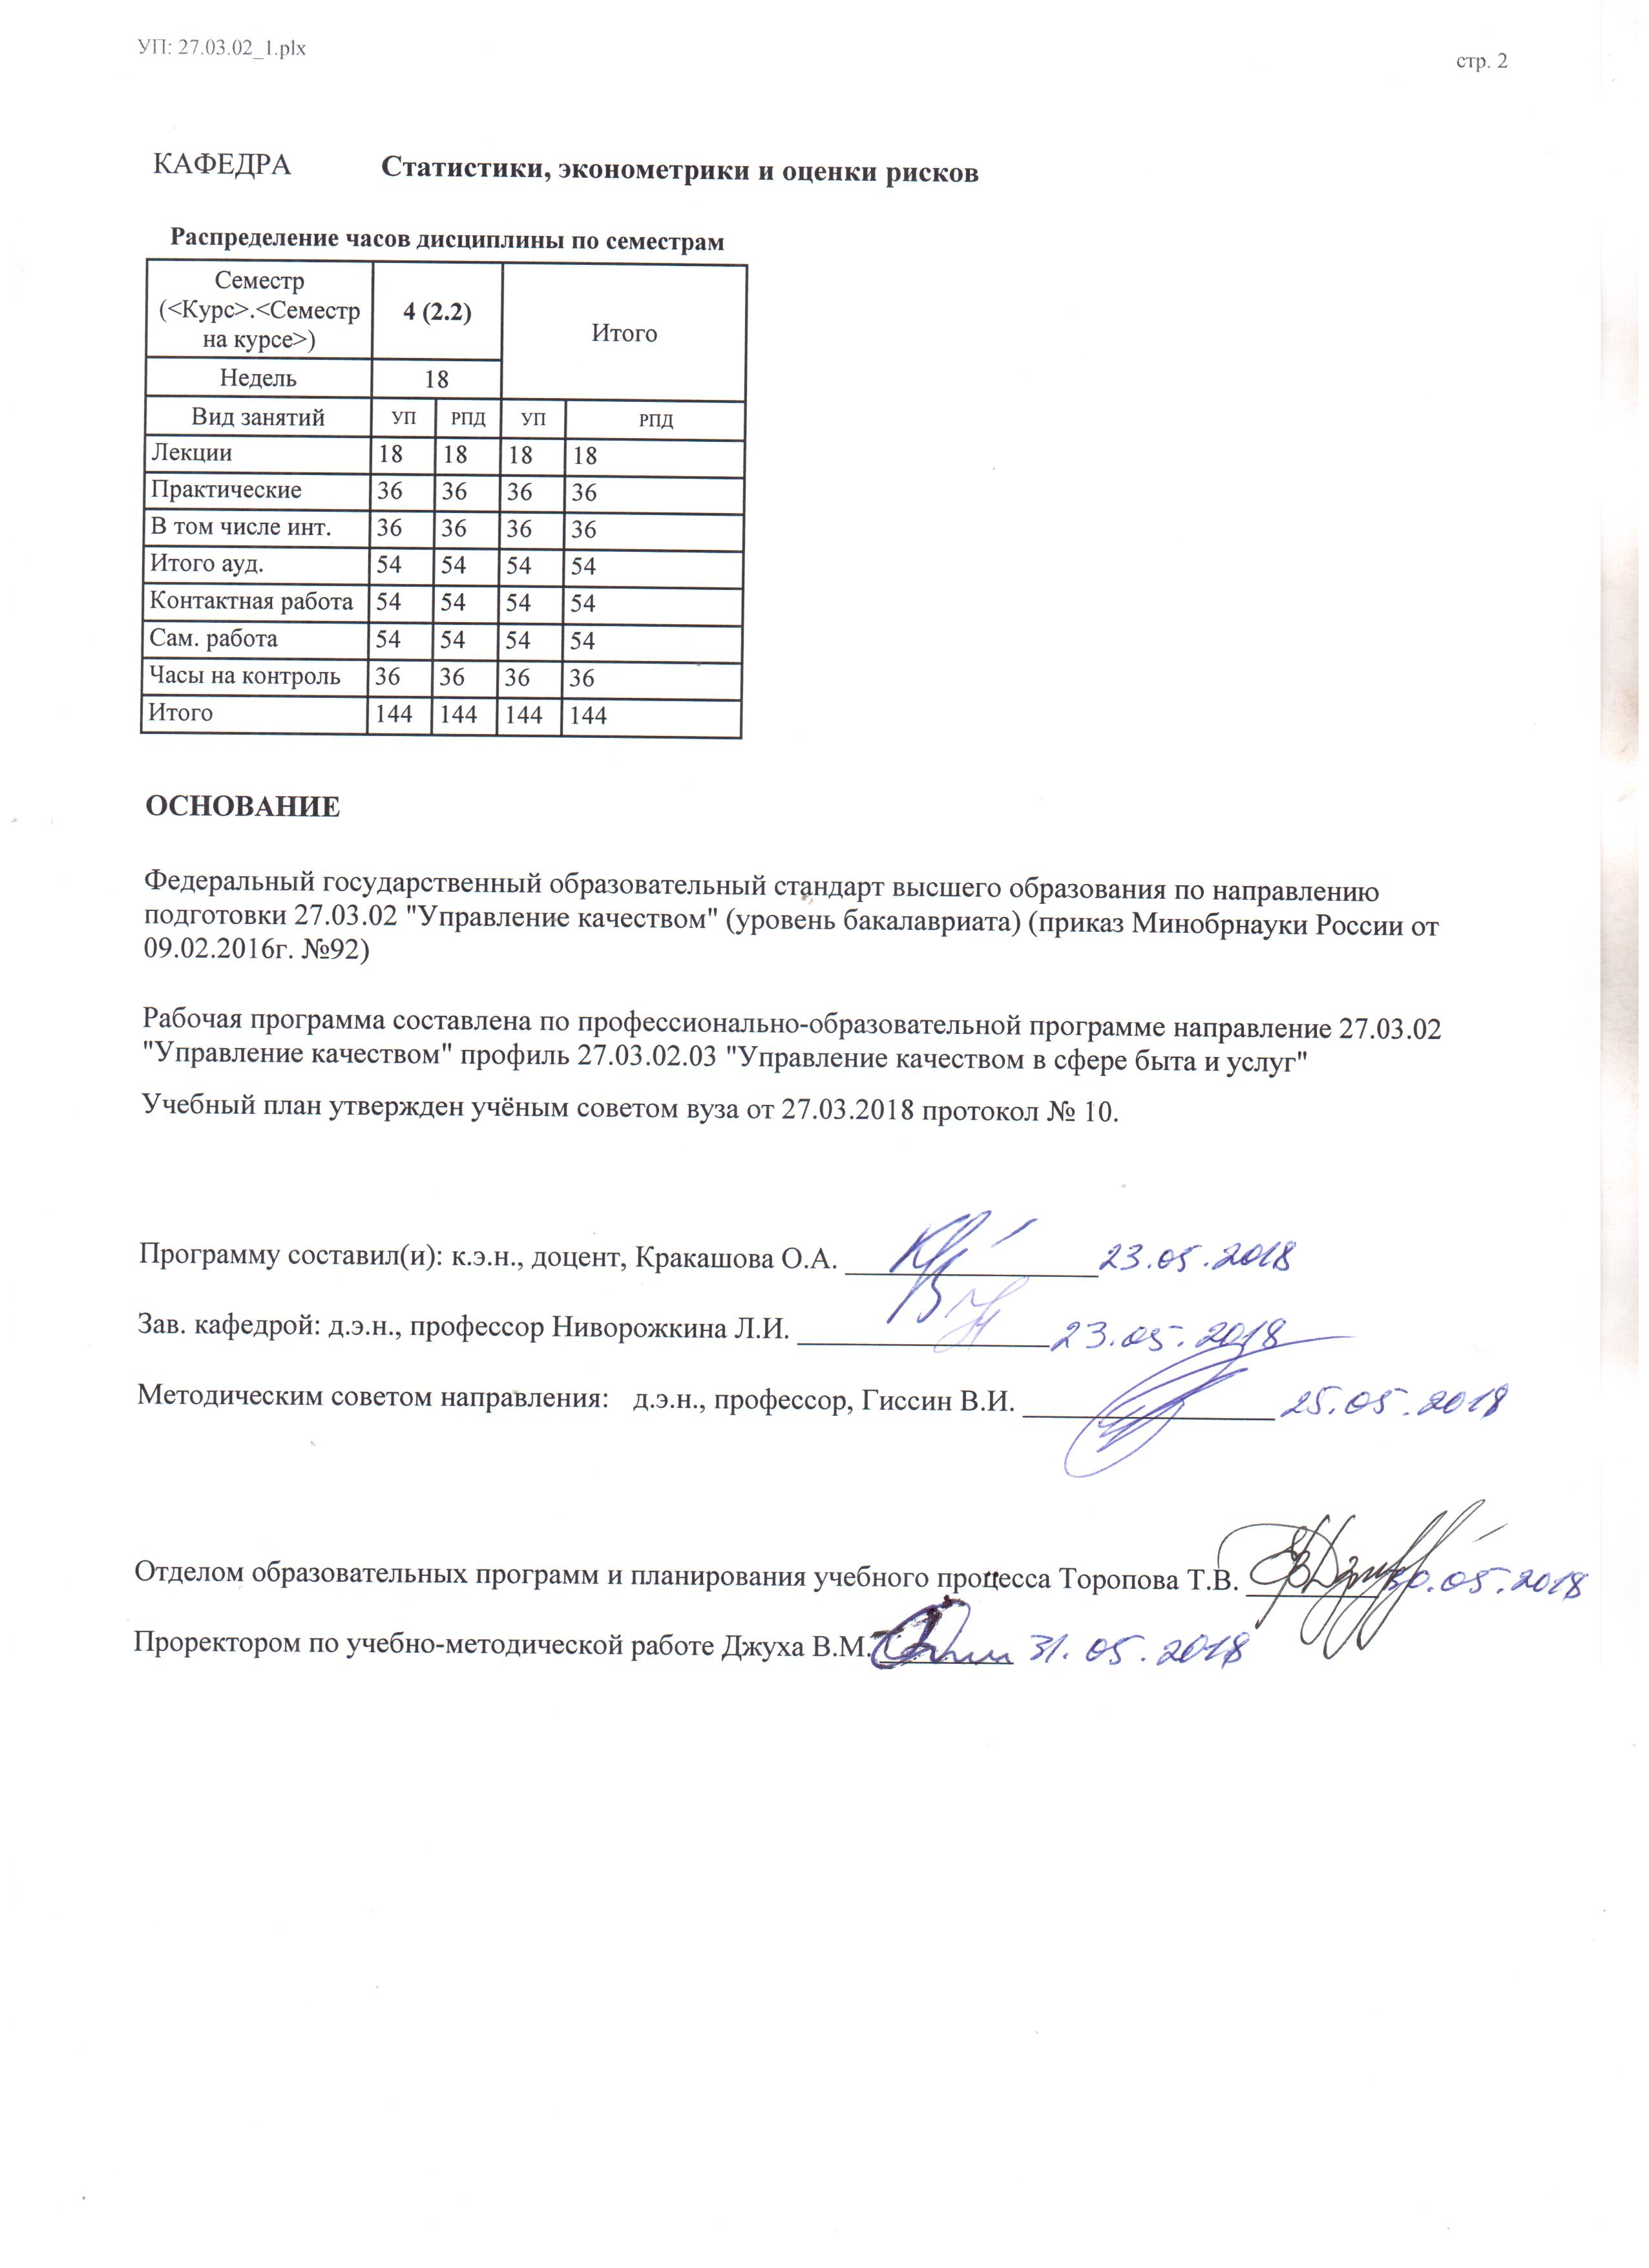 УП: 27.03.02_1.plx
стр. 2
КАФЕДРА Статистики, эконометрики и оценки рисков
Распределение часов дисциплины по семестрам
Семестр
(<Курс>.<Семестр
на курсе>)
4 (2.2)
Итого
Недель 18
Вид занятий УП РПД УП РПД
Лекции 18 18 18 18
Практические 36 36 36 36
В том числе инт. 36 36 36 36
Итого ауд. 54 54 54 54
Контактная работа 54 54 54 54
Сам. работа 54 54 54 54
Часы на контроль 36 36 36 36
Итого 144 144 144 144
ОСНОВАНИЕ
Федеральный государственный образовательный стандарт высшего образования по направлению
подготовки 27.03.02 "Управление качеством" (уровень бакалавриата) (приказ Минобрнауки России от
09.02.2016г. №92)
Рабочая программа составлена по профессионально-образовательной программе направление 27.03.02
"Управление качеством" профиль 27.03.02.03 "Управление качеством в сфере быта и услуг"
Учебный план утвержден учёным советом вуза от 27.03.2018 протокол № 10.
Программу составил(и): к.э.н., доцент, Кракашова О.А. 23.05.2018
Зав. кафедрой: д.э.н., профессор Ниворожкина Л.И. 23.05.2018
Методическим советом направления: д.э.н., профессор, Гиссин В.И. 25.05.2018
Отделом образовательных программ и планирования учебного процесса Торопова Т.В. 30.05.2018
Проректором по учебно-методической работе Джуха В.М. 31.05.2018